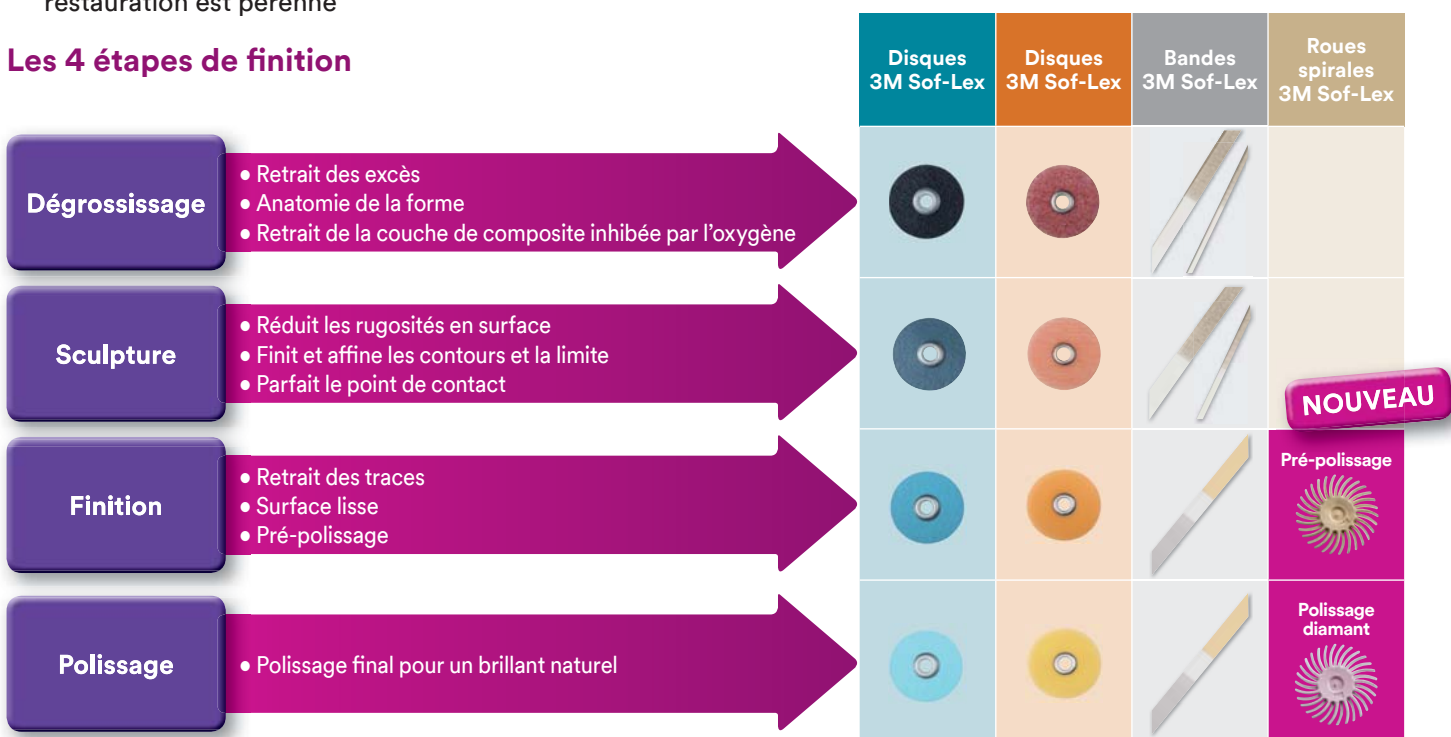 restauration est pérenne
Les 4 étapes de finition
Disques
3M Sof-Lex
Disques
3M Sof-Lex
Bandes
3M Sof-Lex
Roues
spirales
3M Sof-Lex
Dégrossissage
• Retrait des excès
• Anatomie de la forme
• Retrait de la couche de composite inhibée par l’oxygène
Sculpture
• Réduit les rugosités en surface
• Finit et affine les contours et la limite
• Parfait le point de contact
NOUVEAU
Finition
• Retrait des traces
• Surface lisse
• Pré-polissage
Pré-polissage
Polissage
• Polissage final pour un brillant naturel
Polissage
diamant